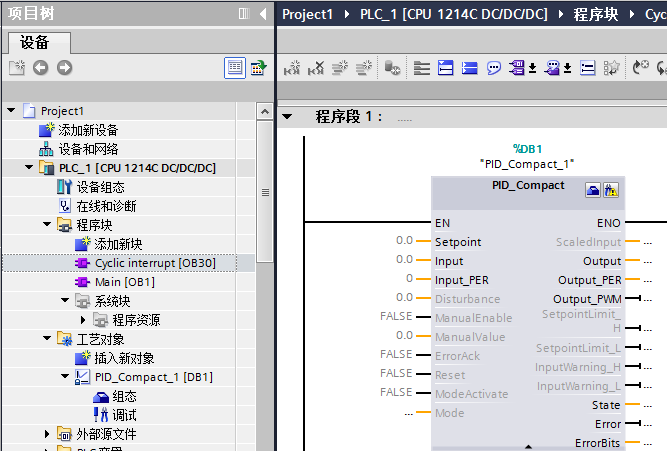 项目树
设备
Project1
添加新设备
设备和网络
PLC_1 [CPU 1214C DC/DC/DC]
设备组态
在线和诊断
程序块
添加新块
Cyclic interrupt [OB30]
Main [OB1]
系统块
程序资源
工艺对象
插入新对象
PID_Compact_1 [DB1]
组态
调试
外部源文件
Project1 PLC_1 [CPU 1214C DC/DC/DC] 程序块 Cyc
程序段 1： .....
%DB1
"PID_Compact_1"
PID_Compact
EN ENO
0.0 Setpoint ScaledInput ...
0.0 Input Output ...
0 Input_PER Output_PER ...
0.0 Disturbance Output_PWM ...
FALSE ManualEnable SetpointLimit_
H ...
0.0 ManualValue SetpointLimit_L ...
FALSE ErrorAck InputWarning_H ...
FALSE Reset InputWarning_L ...
FALSE ModeActivate State ...
... Mode Error ...
ErrorBits ...